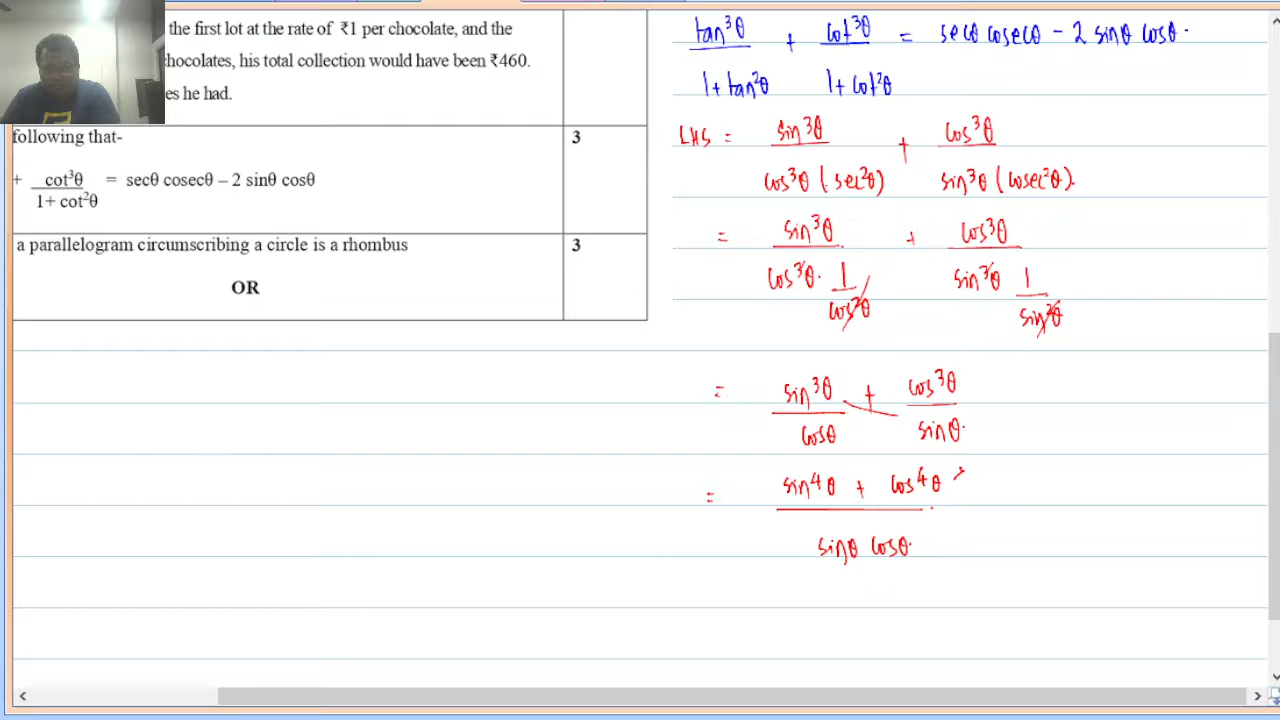 the first lot at the rate of ₹1 per chocolate, and the
hocolates, his total collection would have been ₹460.
es he had.
following that-
3
+ cot³θ / 1+ cot²θ = secθ cosecθ – 2 sinθ cosθ
a parallelogram circumscribing a circle is a rhombus
3
OR
tan³θ / 1+tan²θ + cot³θ / 1+cot²θ = secθ cosecθ - 2 sinθ cosθ.
LHS = sin³θ / cos³θ (sec²θ) + cos³θ / sin³θ (cosec²θ).
= sin³θ / cos³θ · 1/cos²θ + cos³θ / sin³θ 1/sin²θ
= sin³θ / cosθ + cos³θ / sinθ.
= sin⁴θ + cos⁴θ / sinθ cosθ.